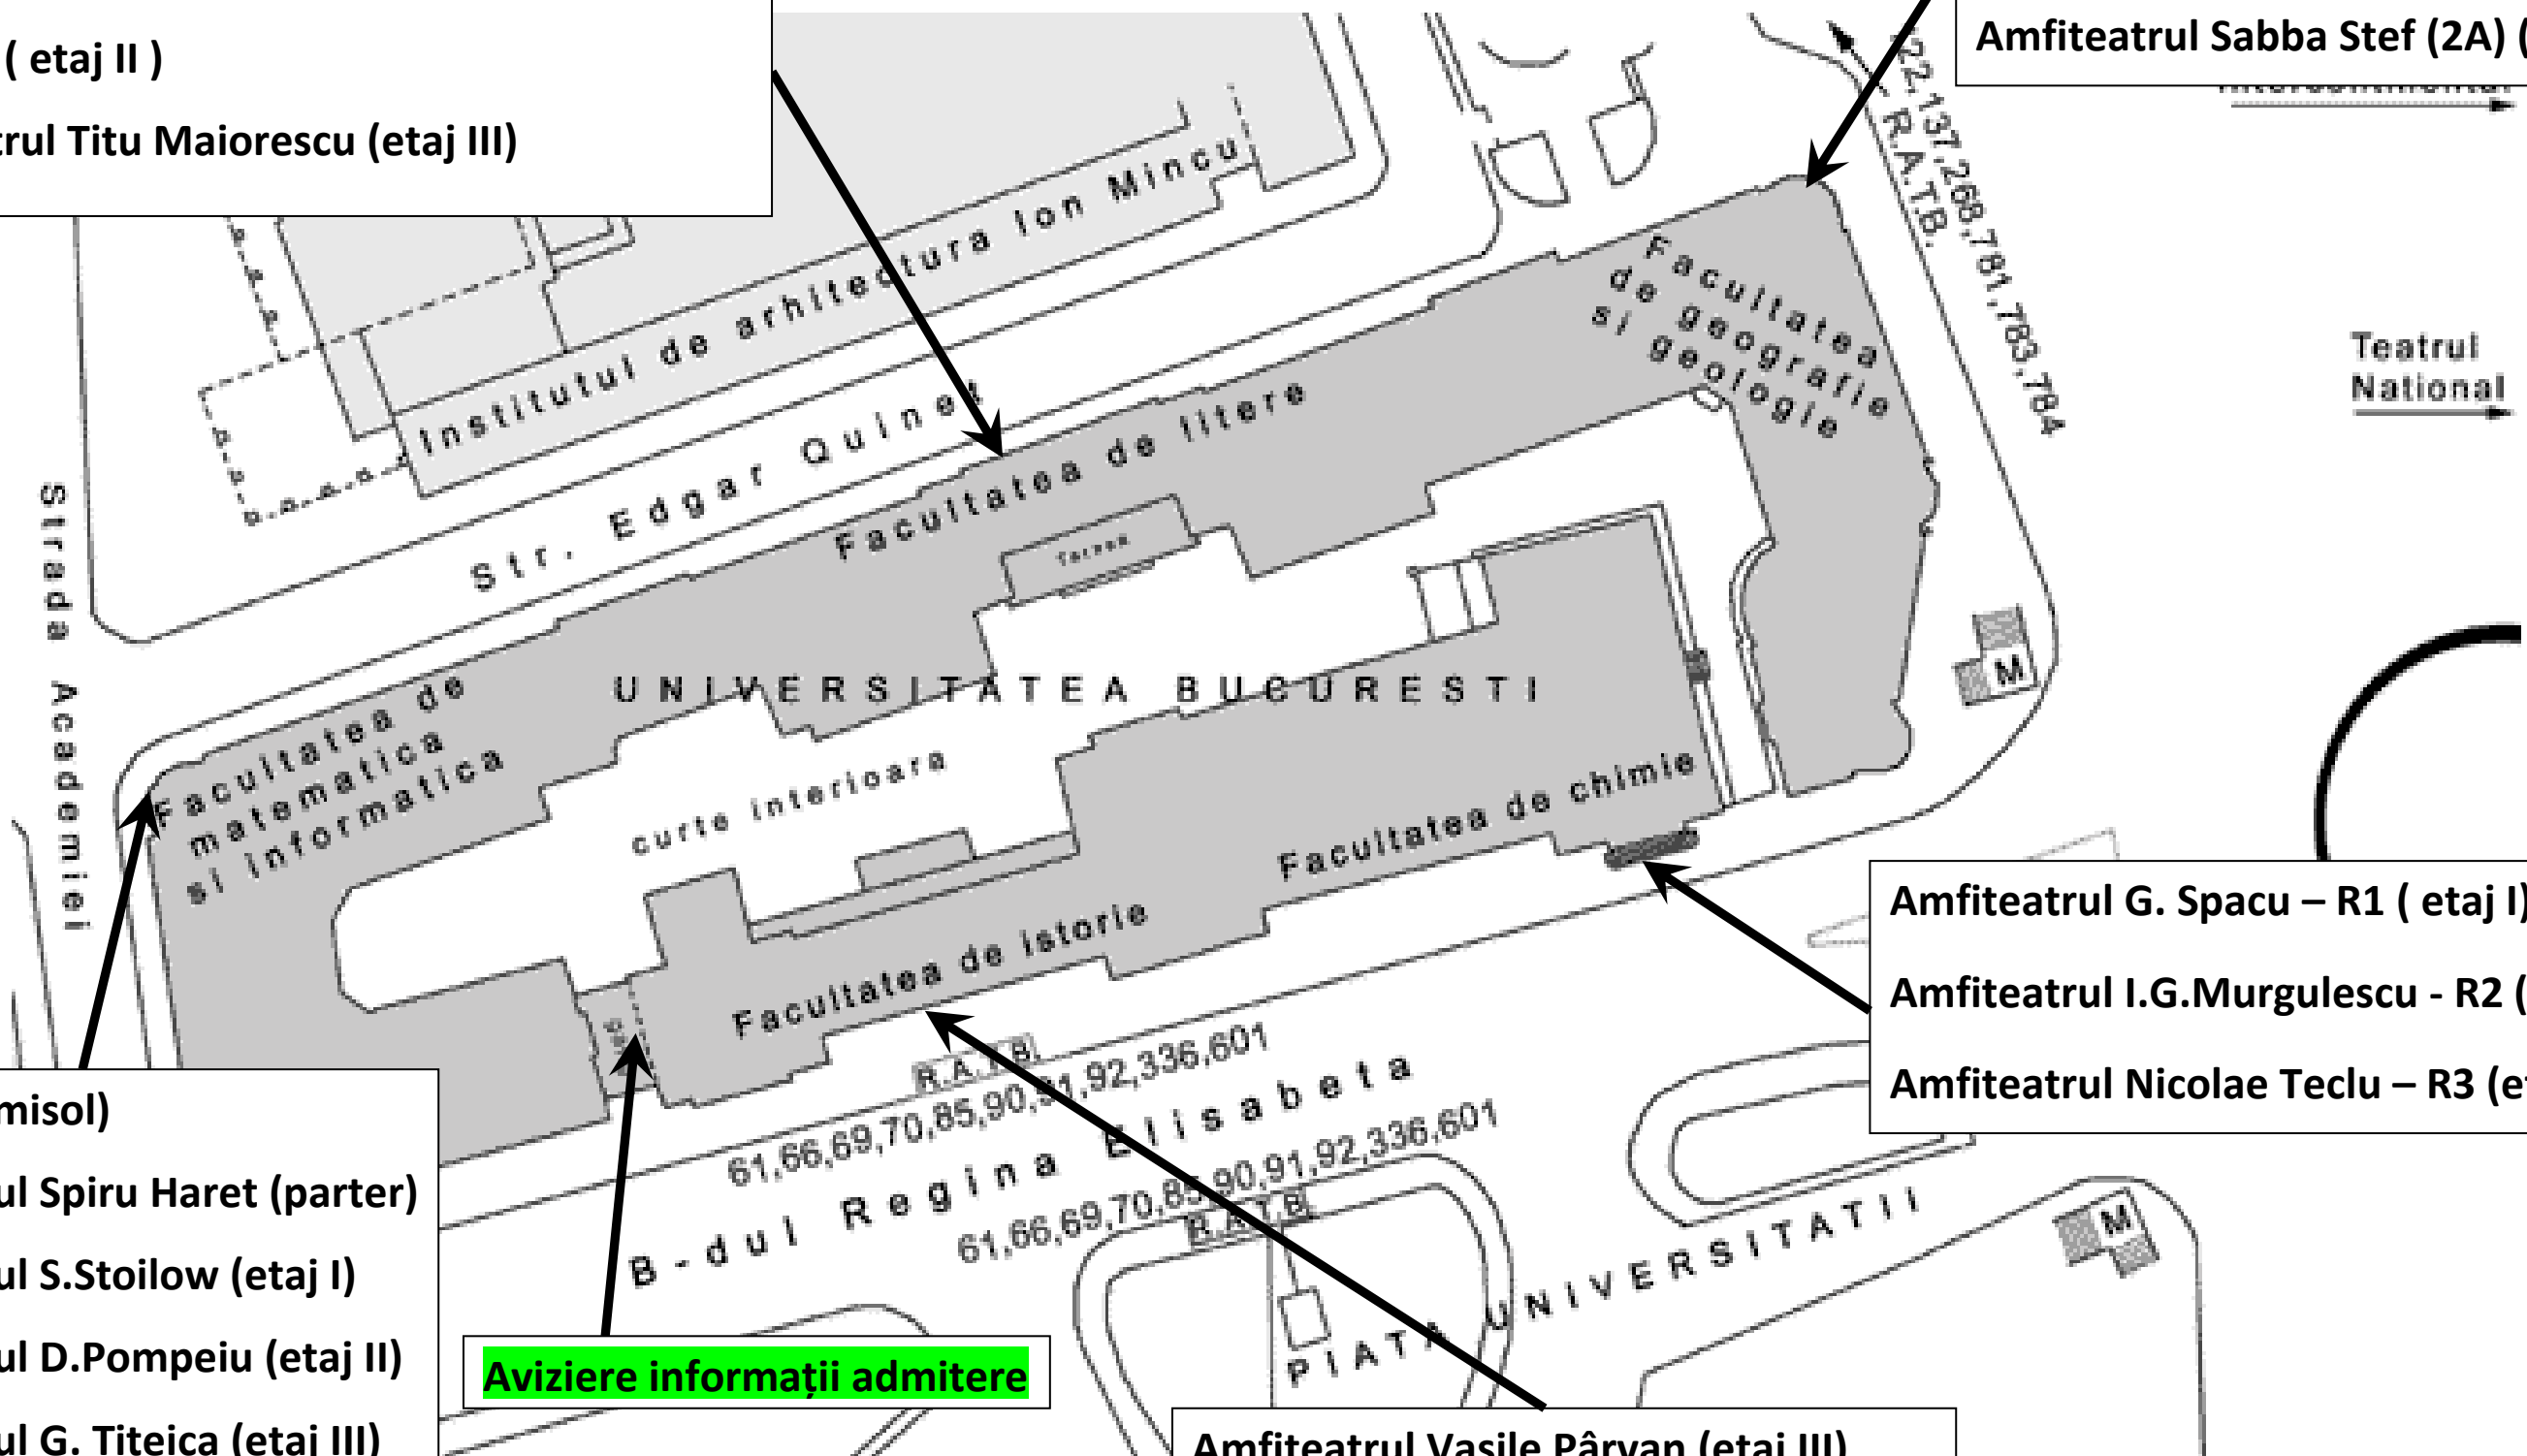 ( etaj II )
trul Titu Maiorescu (etaj III)
Amfiteatrul Sabba Stef (2A) (
22,137,268,781,783,784
R.A.T.B.
Teatrul
National
Institutul de arhitectura Ion Mincu
Str. Edgar Quinet
Strada Academiei
Facultatea
de geografie
si geologie
Facultatea de litere
UNIVERSITATEA BUCURESTI
Facultatea de
matematica
si informatica
curte interioara
Facultatea de chimie
Facultatea de istorie
M
Amfiteatrul G. Spacu – R1 ( etaj I)
Amfiteatrul I.G.Murgulescu - R2 (
Amfiteatrul Nicolae Teclu – R3 (et
R.A.T.B.
61,66,69,70,85,90,91,92,336,601
B-dul Regina Elisabeta
61,66,69,70,85,90,91,92,336,601
R.A.T.B.
PIATA UNIVERSITATII
M
misol)
ul Spiru Haret (parter)
ul S.Stoilow (etaj I)
ul D.Pompeiu (etaj II)
ul G. Titeica (etaj III)
Aviziere informații admitere
Amfiteatrul Vasile Pârvan (etaj III)